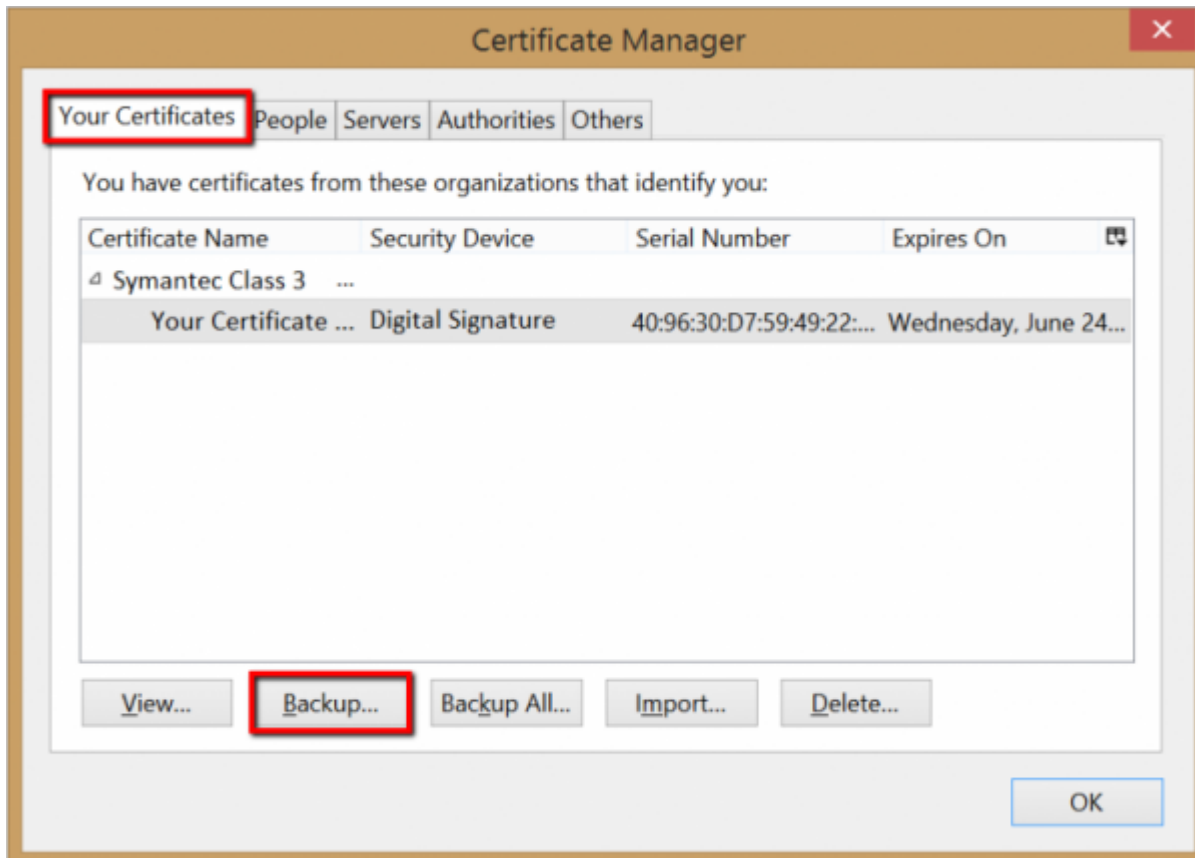 Certificate Manager
Your Certificates People Servers Authorities Others
You have certificates from these organizations that identify you:
Certificate Name Security Device Serial Number Expires On
Symantec Class 3 ...
Your Certificate ... Digital Signature 40:96:30:D7:59:49:22:... Wednesday, June 24...
View... Backup... Backup All... Import... Delete...
OK